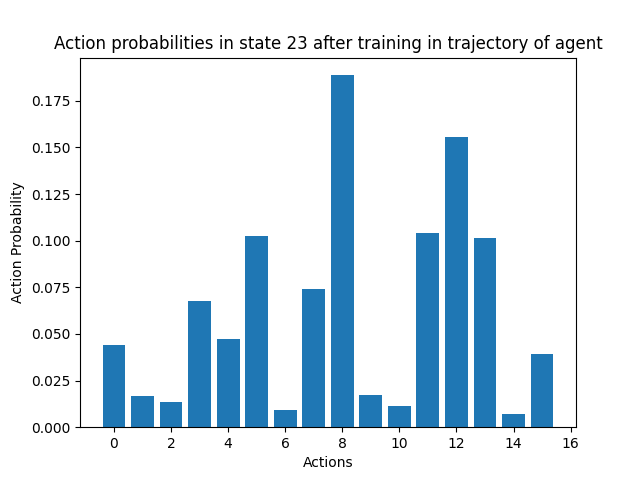 Action probabilities in state 23 after training in trajectory of agent
0.175
0.150
0.125
0.100
0.075
0.050
0.025
0.000
Action Probability
0 2 4 6 8 10 12 14 16
Actions